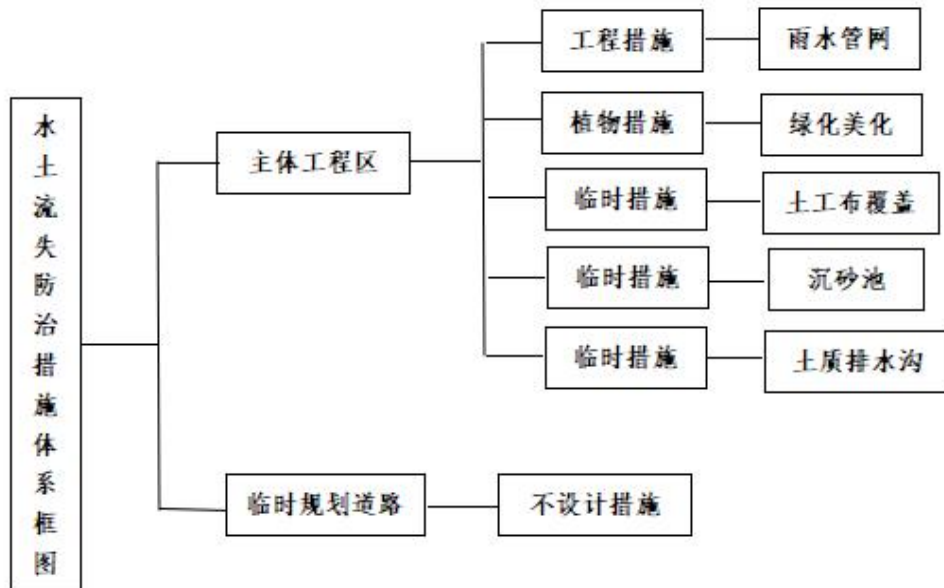 水土流失防治措施体系框图
主体工程区
工程措施
雨水管网
植物措施
绿化美化
临时措施
土工布覆盖
临时措施
沉砂池
临时措施
土质排水沟
临时规划道路
不设计措施